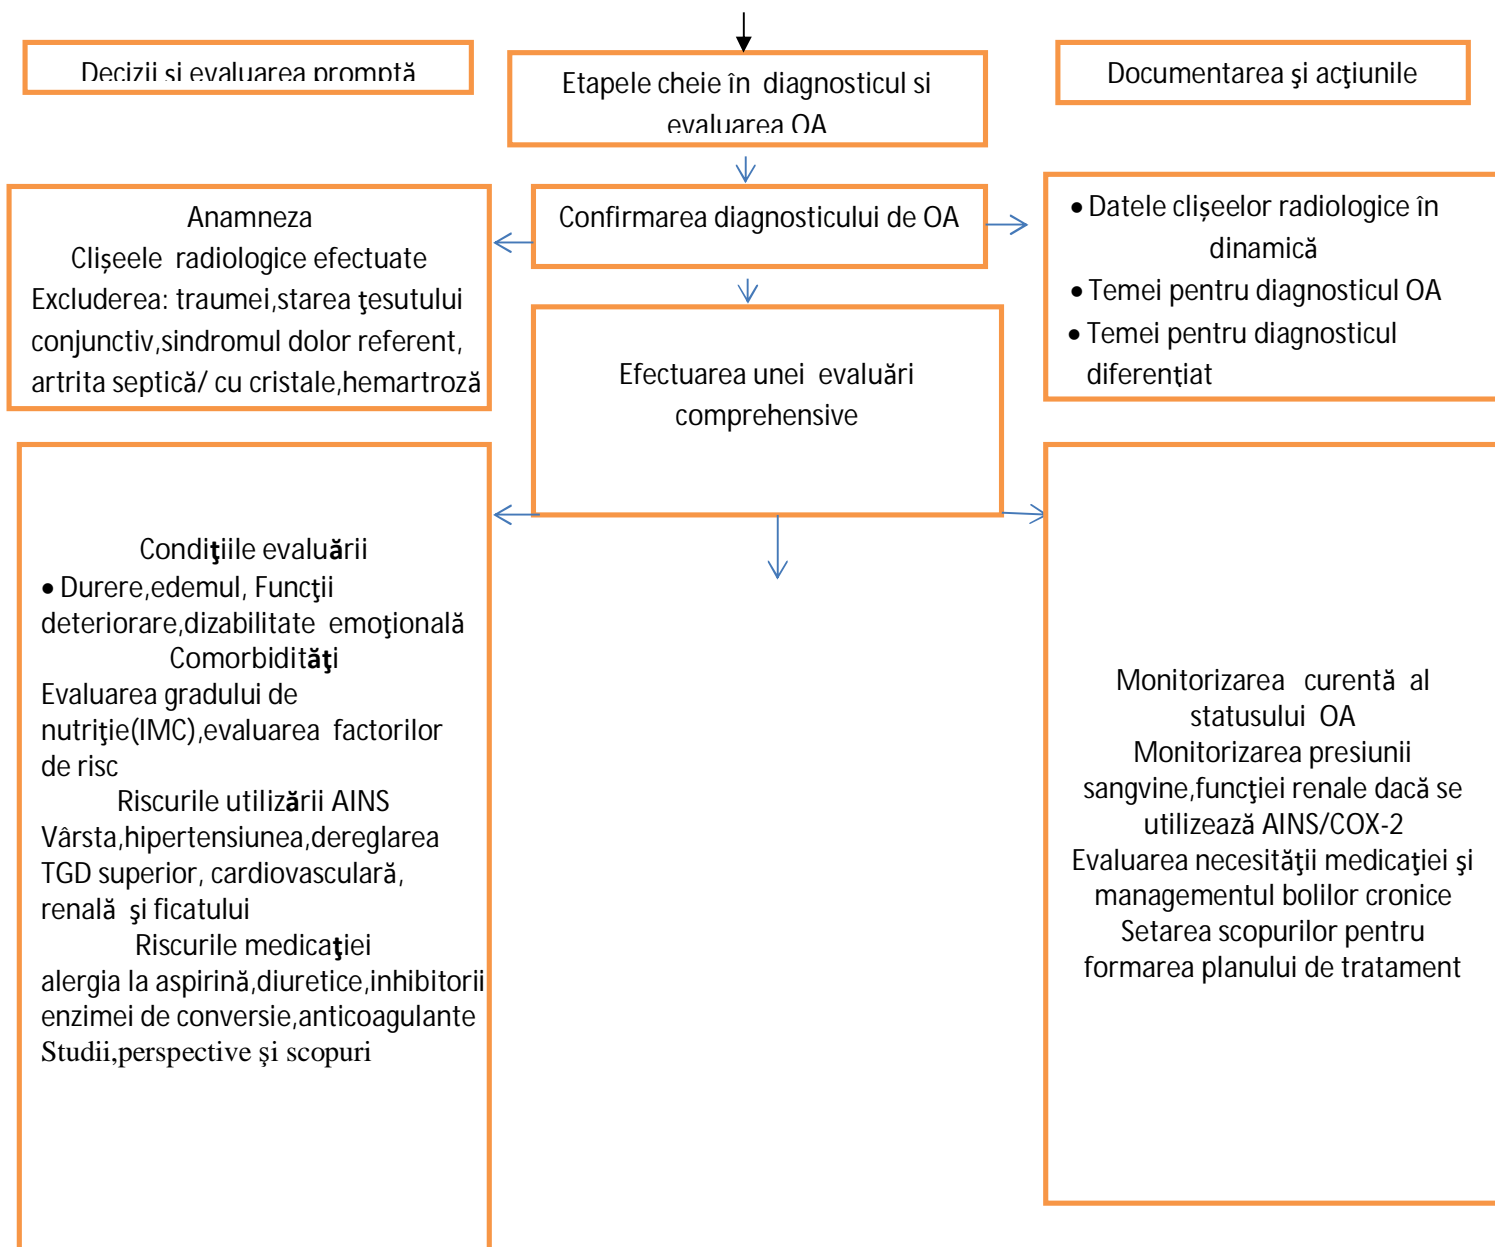 Decizii si evaluarea promptă
Etapele cheie în diagnosticul si
evaluarea OA
Documentarea şi acţiunile
Anamneza
Clişeele radiologice efectuate
Excluderea: traumei,starea ţesutului
conjunctiv,sindromul dolor referent,
artrita septică/ cu cristale,hemartroză
Confirmarea diagnosticului de OA
• Datele clişeelor radiologice în
dinamică
• Temei pentru diagnosticul OA
• Temei pentru diagnosticul
diferenţiat
Efectuarea unei evaluări
comprehensive
Condiţiile evaluării
• Durere,edemul, Funcţii
deteriorare,dizabilitate emoţională
Comorbidităţi
Evaluarea gradului de
nutriţie(IMC),evaluarea factorilor
de risc
Riscurile utilizării AINS
Vârsta,hipertensiunea,dereglarea
TGD superior, cardiovasculară,
renală şi ficatului
Riscurile medicaţiei
alergia la aspirină,diuretice,inhibitorii
enzimei de conversie,anticoagulante
Studii,perspective şi scopuri
Monitorizarea curentă al
statusului OA
Monitorizarea presiunii
sangvine,funcţiei renale dacă se
utilizează AINS/COX-2
Evaluarea necesităţii medicaţiei şi
managementul bolilor cronice
Setarea scopurilor pentru
formarea planului de tratament